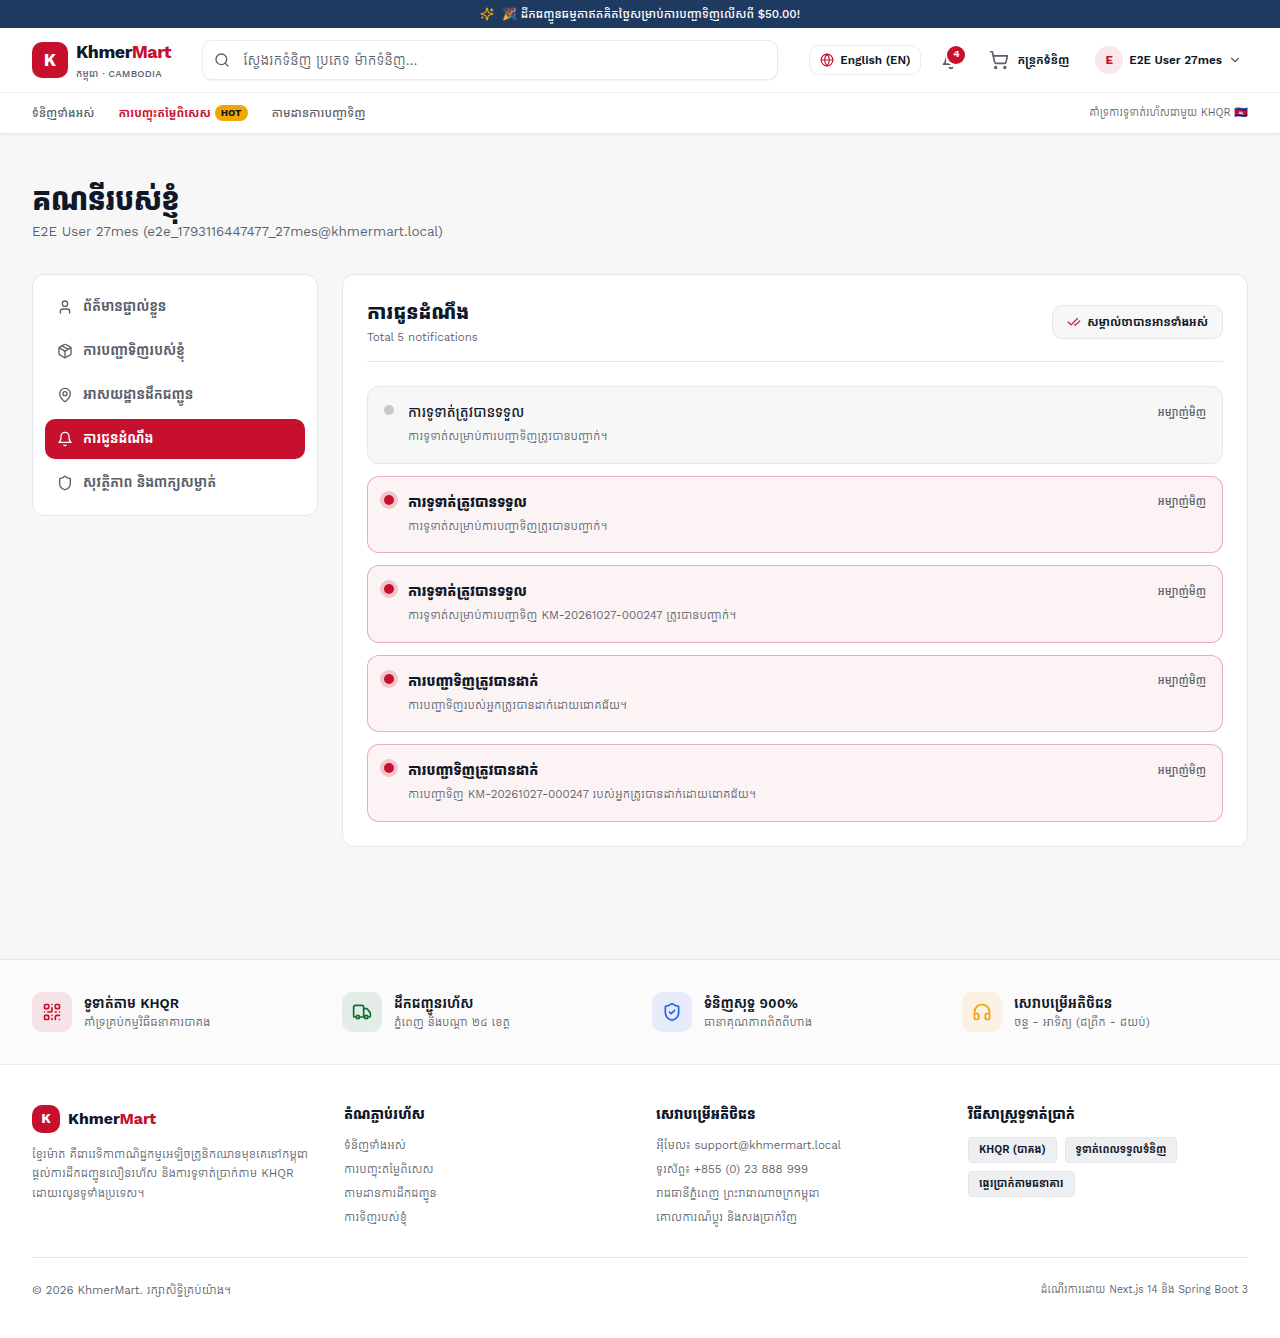 ✨ 🎉 ដឹកជញ្ជូនធម្មតាឥតគិតថ្លៃសម្រាប់ការបញ្ជាទិញលើសពី $50.00!
K KhmerMart
កម្ពុជា · CAMBODIA
ស្វែងរកទំនិញ ប្រភេទ ម៉ាកទំនិញ...
English (EN)
4
កន្ត្រកទំនិញ
E E2E User 27mes
ទំនិញទាំងអស់
ការបញ្ចុះតម្លៃពិសេស HOT
តាមដានការបញ្ជាទិញ
គាំទ្រការទូទាត់រហ័សជាមួយ KHQR 🇰🇭
គណនីរបស់ខ្ញុំ
E2E User 27mes (e2e_1793116447477_27mes@khmermart.local)
ព័ត៌មានផ្ទាល់ខ្លួន
ការបញ្ជាទិញរបស់ខ្ញុំ
អាសយដ្ឋានដឹកជញ្ជូន
ការជូនដំណឹង
សុវត្ថិភាព និងពាក្យសម្ងាត់
ការជូនដំណឹង
Total 5 notifications
សម្គាល់ថាបានអានទាំងអស់
ការទូទាត់ត្រូវបានទទួល
អម្បាញ់មិញ
ការទូទាត់សម្រាប់ការបញ្ជាទិញត្រូវបានបញ្ជាក់។
ការទូទាត់ត្រូវបានទទួល
អម្បាញ់មិញ
ការទូទាត់សម្រាប់ការបញ្ជាទិញត្រូវបានបញ្ជាក់។
ការទូទាត់ត្រូវបានទទួល
អម្បាញ់មិញ
ការទូទាត់សម្រាប់ការបញ្ជាទិញ KM-20261027-000247 ត្រូវបានបញ្ជាក់។
ការបញ្ជាទិញត្រូវបានដាក់
អម្បាញ់មិញ
ការបញ្ជាទិញរបស់អ្នកត្រូវបានដាក់ដោយជោគជ័យ។
ការបញ្ជាទិញត្រូវបានដាក់
អម្បាញ់មិញ
ការបញ្ជាទិញ KM-20261027-000247 របស់អ្នកត្រូវបានដាក់ដោយជោគជ័យ។
ទូទាត់តាម KHQR
គាំទ្រគ្រប់កម្មវិធីធនាគារបាគង
ដឹកជញ្ជូនរហ័ស
ភ្នំពេញ និងបណ្តា ២៤ ខេត្ត
ទំនិញសុទ្ធ ១០០%
ធានាគុណភាពពិតពីហាង
សេវាបម្រើអតិថិជន
ចន្ទ - អាទិត្យ (៨ព្រឹក - ៨យប់)
K KhmerMart
ខ្មែរម៉ាត គឺជាវេទិកាពាណិជ្ជកម្មអេឡិចត្រូនិកឈានមុខគេនៅកម្ពុជា
ផ្តល់ការដឹកជញ្ជូនលឿនរហ័ស និងការទូទាត់ប្រាក់តាម KHQR
ដោយរលូនទូទាំងប្រទេស។
តំណភ្ជាប់រហ័ស
ទំនិញទាំងអស់
ការបញ្ចុះតម្លៃពិសេស
តាមដានការដឹកជញ្ជូន
ការទិញរបស់ខ្ញុំ
សេវាបម្រើអតិថិជន
អ៊ីមែល៖ support@khmermart.local
ទូរស័ព្ទ៖ +855 (0) 23 888 999
រាជធានីភ្នំពេញ ព្រះរាជាណាចក្រកម្ពុជា
គោលការណ៍ប្តូរ និងសងប្រាក់វិញ
វិធីសាស្ត្រទូទាត់ប្រាក់
KHQR (បាគង)
ទូទាត់ពេលទទួលទំនិញ
ផ្ទេរប្រាក់តាមធនាគារ
© 2026 KhmerMart. រក្សាសិទ្ធិគ្រប់យ៉ាង។
ដំណើរការដោយ Next.js 14 និង Spring Boot 3